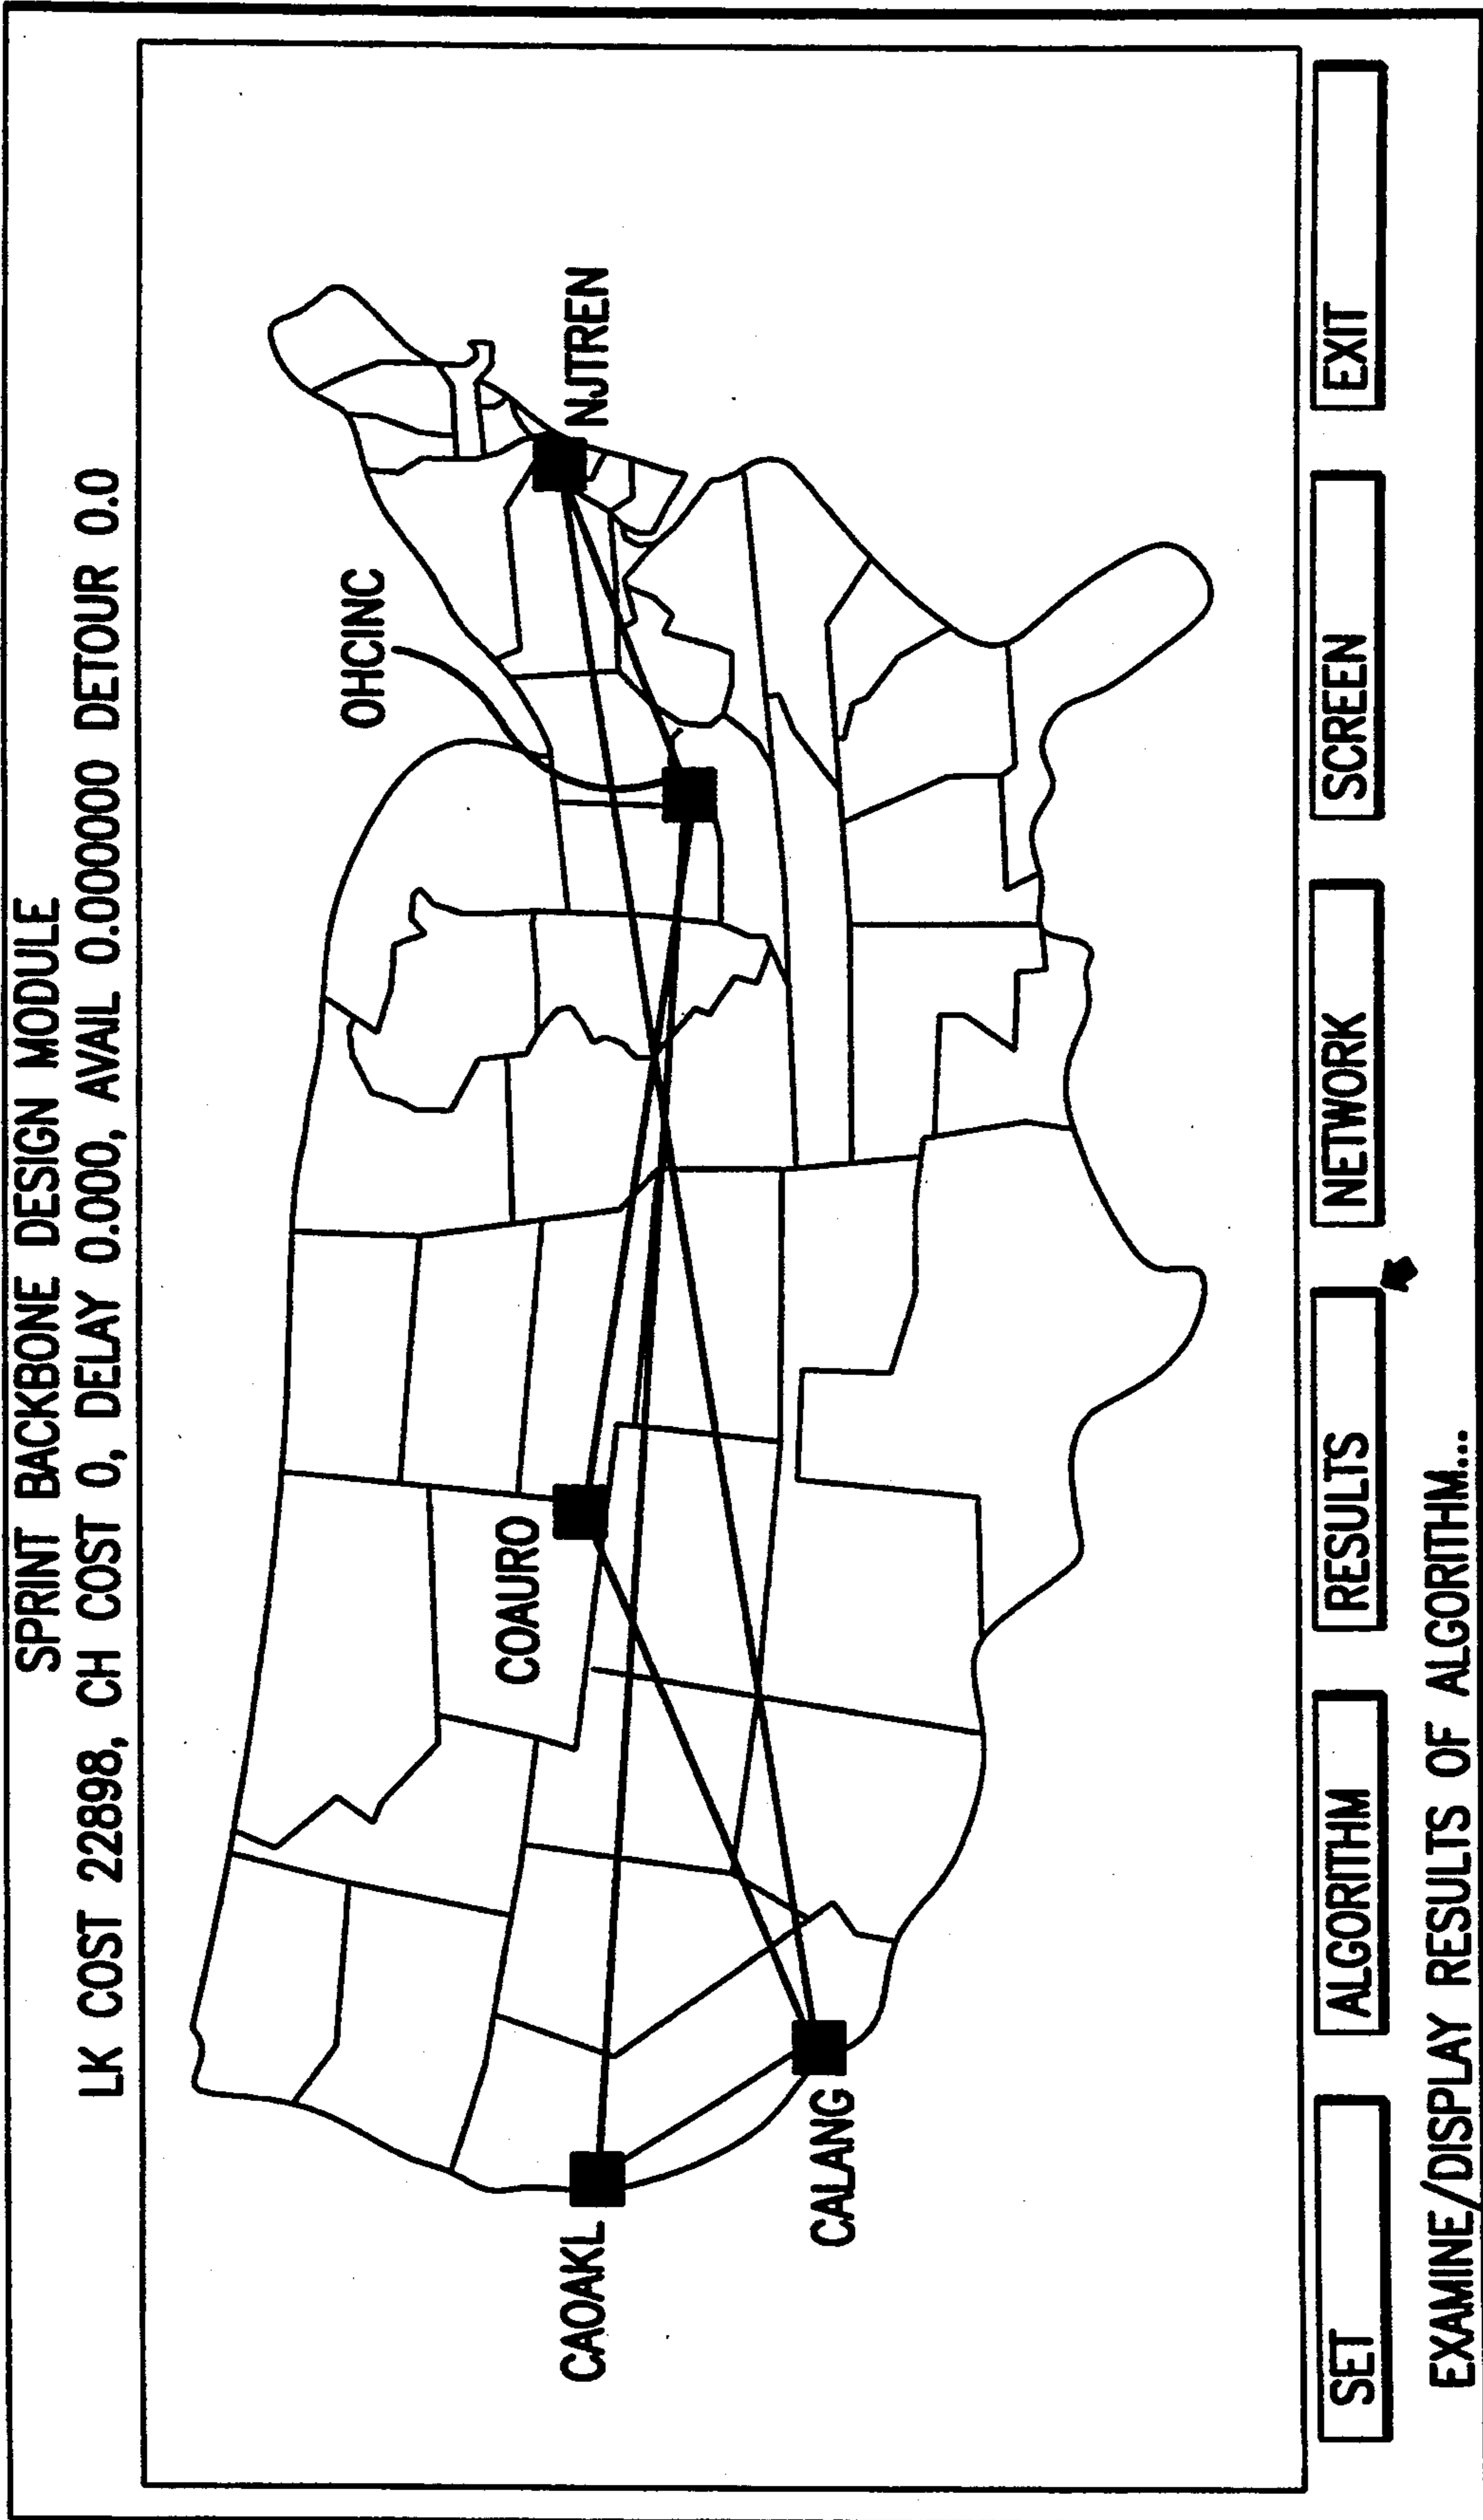 SPRINT BACKBONE DESIGN MODULE
LK COST 22898, CH COST 0, DELAY 0.000, AVAIL 0.000000 DETOUR 0.0
OHCINC
COAURO
NJTREN
CAOAKL
CALANG
SET
ALGORITHM
RESULTS
NETWORK
SCREEN
EXIT
EXAMINE/DISPLAY RESULTS OF ALGORITHM...